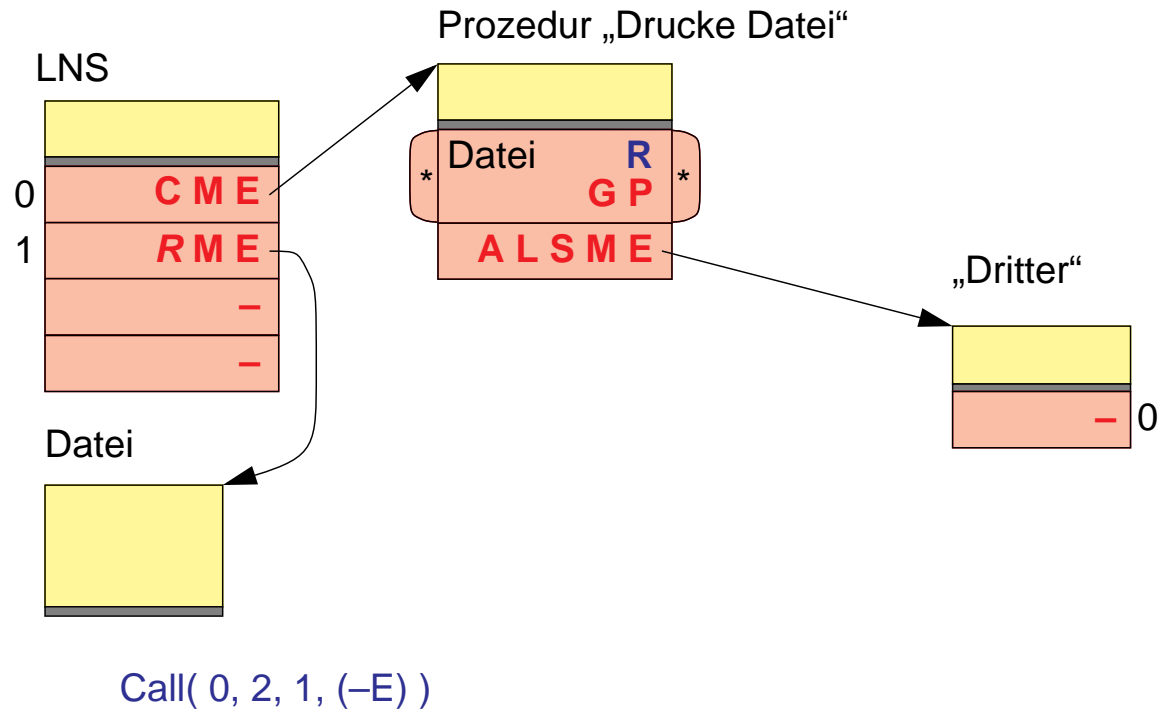 Prozedur „Drucke Datei“
LNS
Datei R
* G P *
0 C M E
1 R M E
A L S M E
–
–
„Dritter“
– 0
Datei
Call( 0, 2, 1, (–E) )